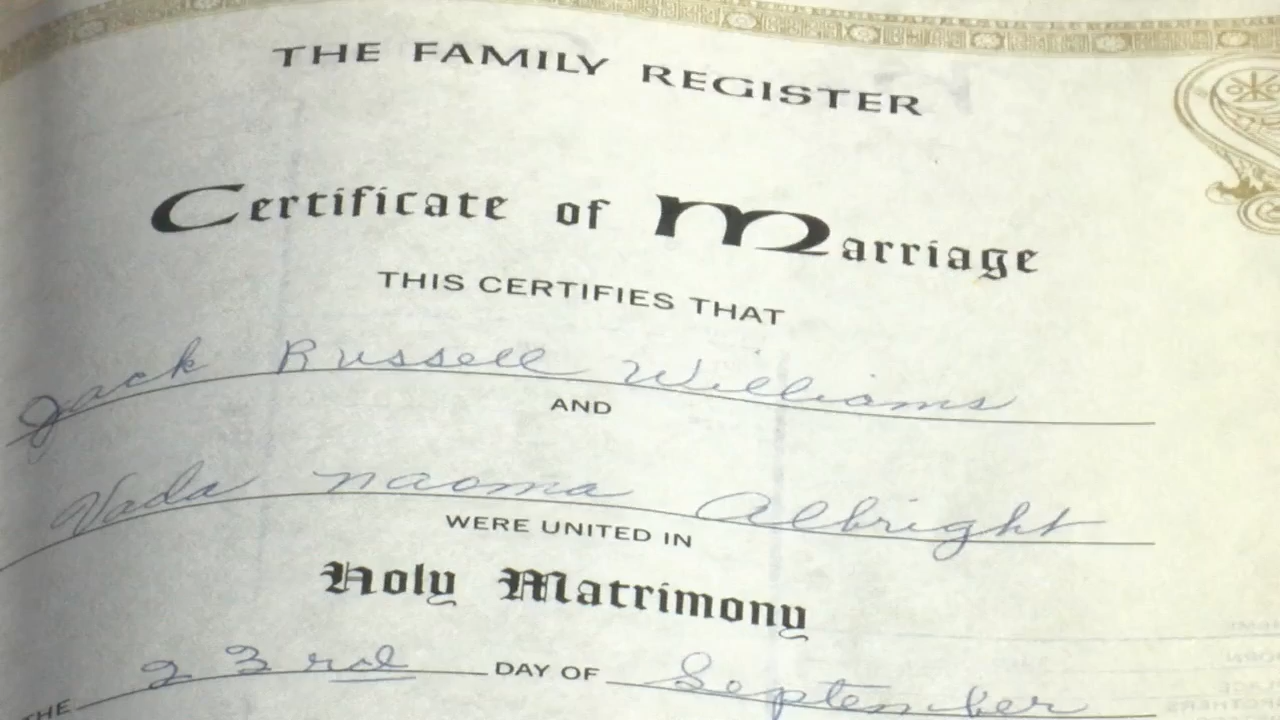 THE FAMILY REGISTER
Certificate of Marriage
THIS CERTIFIES THAT
Jack Russell Williams
AND
Vada Naoma Albright
WERE UNITED IN
Holy Matrimony
THE 23rd DAY OF September